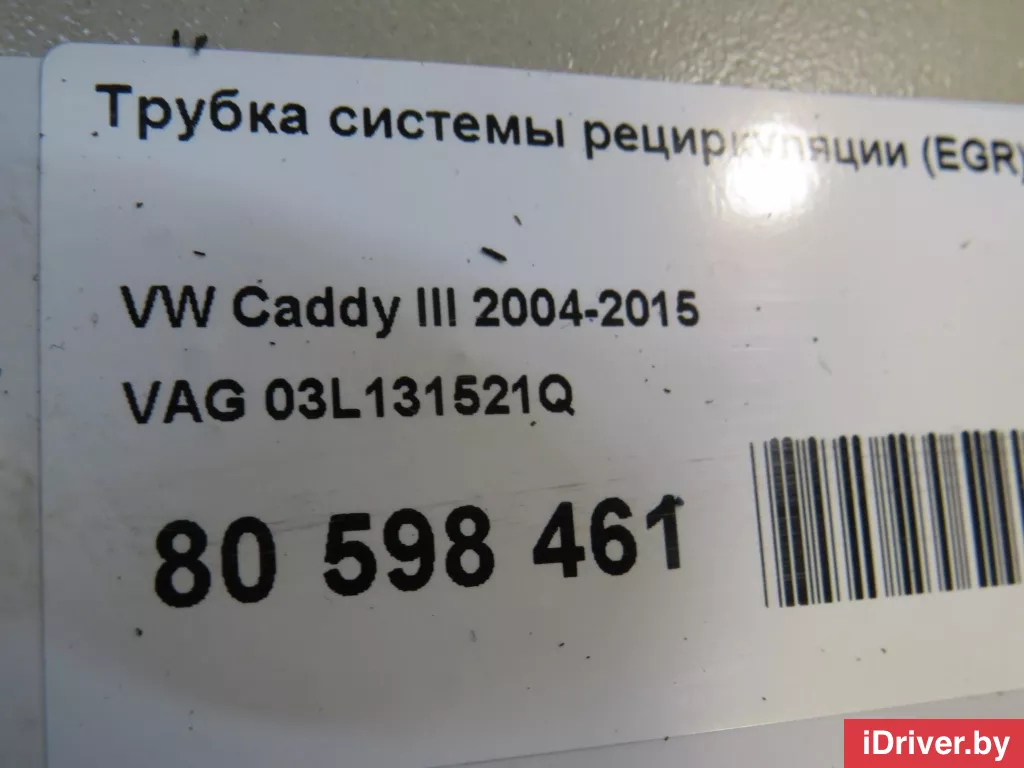 Трубка системы рециркуляции (EGR)
VW Caddy III 2004-2015
VAG 03L131521Q
80 598 461
iDriver.by